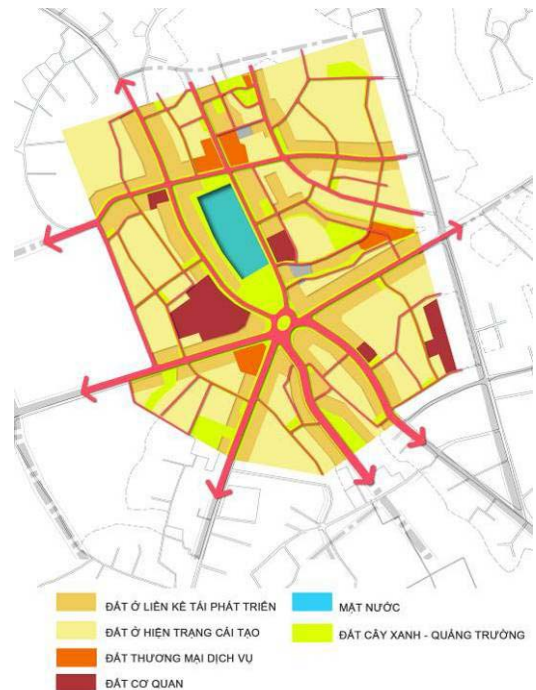 ĐẤT Ở LIỀN KỀ TÁI PHÁT TRIỂN
ĐẤT Ở HIỆN TRẠNG CẢI TẠO
ĐẤT THƯƠNG MẠI DỊCH VỤ
ĐẤT CƠ QUAN
MẶT NƯỚC
ĐẤT CÂY XANH - QUẢNG TRƯỜNG